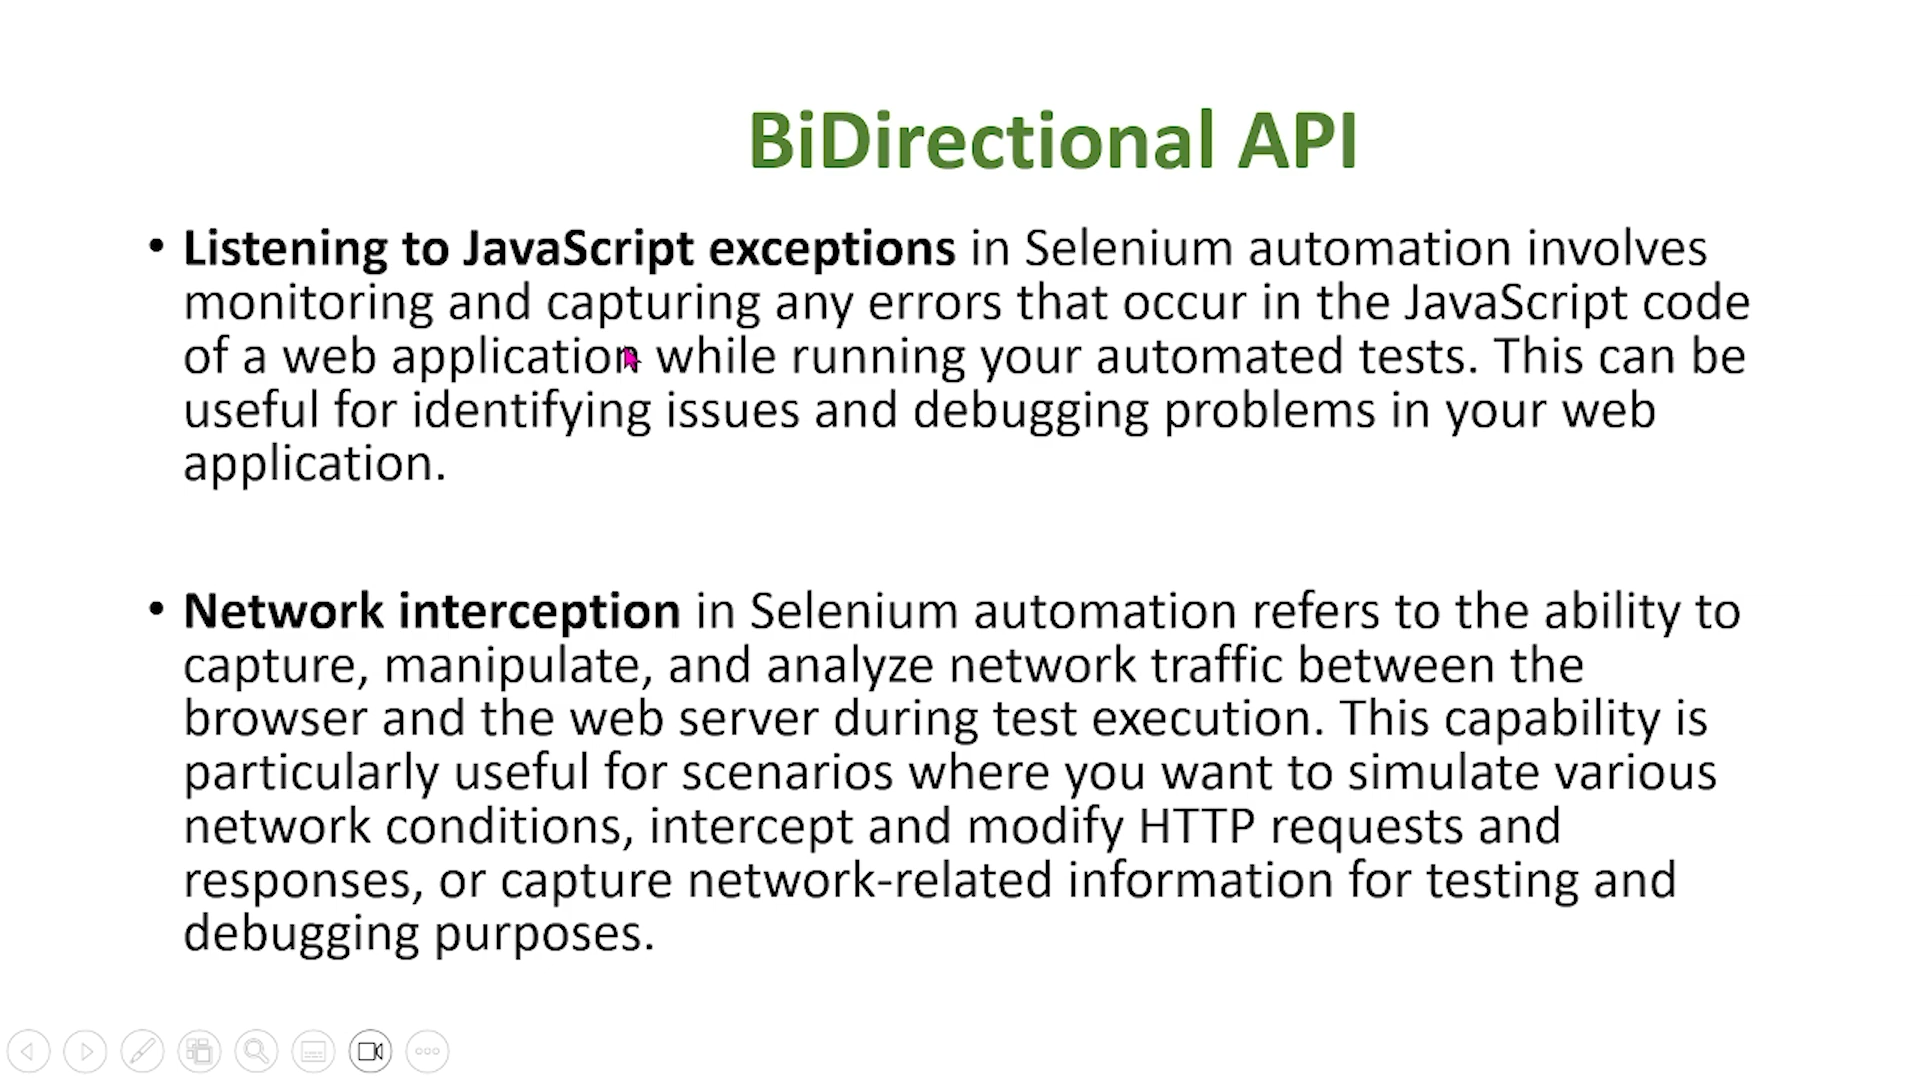 BiDirectional API
• Listening to JavaScript exceptions in Selenium automation involves
monitoring and capturing any errors that occur in the JavaScript code
of a web application while running your automated tests. This can be
useful for identifying issues and debugging problems in your web
application.
• Network interception in Selenium automation refers to the ability to
capture, manipulate, and analyze network traffic between the
browser and the web server during test execution. This capability is
particularly useful for scenarios where you want to simulate various
network conditions, intercept and modify HTTP requests and
responses, or capture network-related information for testing and
debugging purposes.